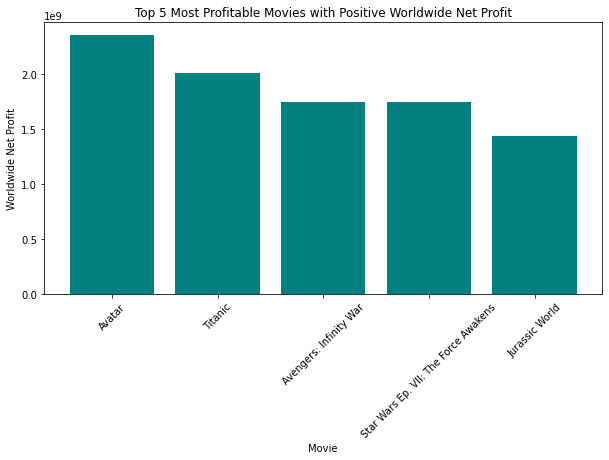 Top 5 Most Profitable Movies with Positive Worldwide Net Profit
1e9
2.0
1.5
1.0
0.5
0.0
Worldwide Net Profit
Avatar
Titanic
Avengers: Infinity War
Star Wars Ep. VII: The Force Awakens
Jurassic World
Movie